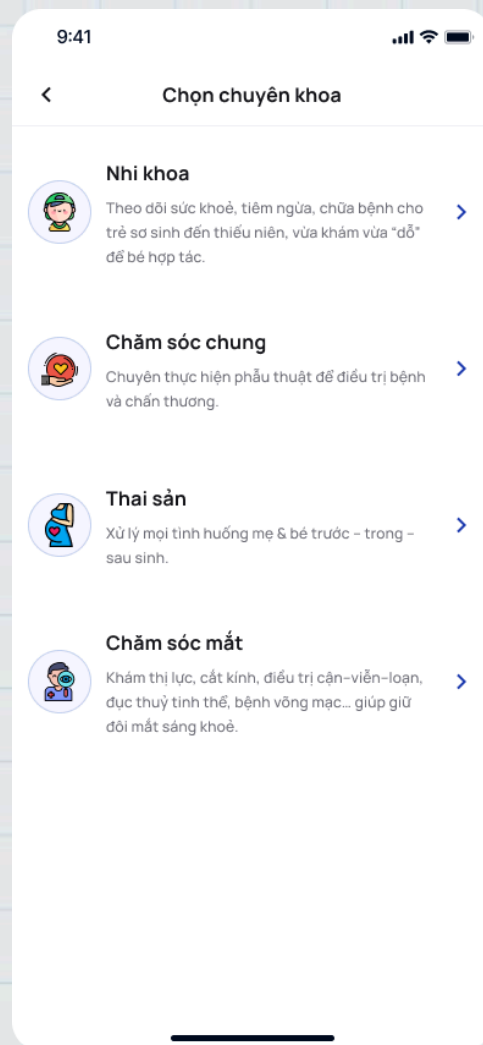 9:41
Chọn chuyên khoa
Nhi khoa
Theo dõi sức khoẻ, tiêm ngừa, chữa bệnh cho
trẻ sơ sinh đến thiếu niên, vừa khám vừa “dỗ”
để bé hợp tác.
Chăm sóc chung
Chuyên thực hiện phẫu thuật để điều trị bệnh
và chấn thương.
Thai sản
Xử lý mọi tình huống mẹ & bé trước – trong –
sau sinh.
Chăm sóc mắt
Khám thị lực, cắt kính, điều trị cận–viễn–loạn,
đục thuỷ tinh thể, bệnh võng mạc… giúp giữ
đôi mắt sáng khoẻ.